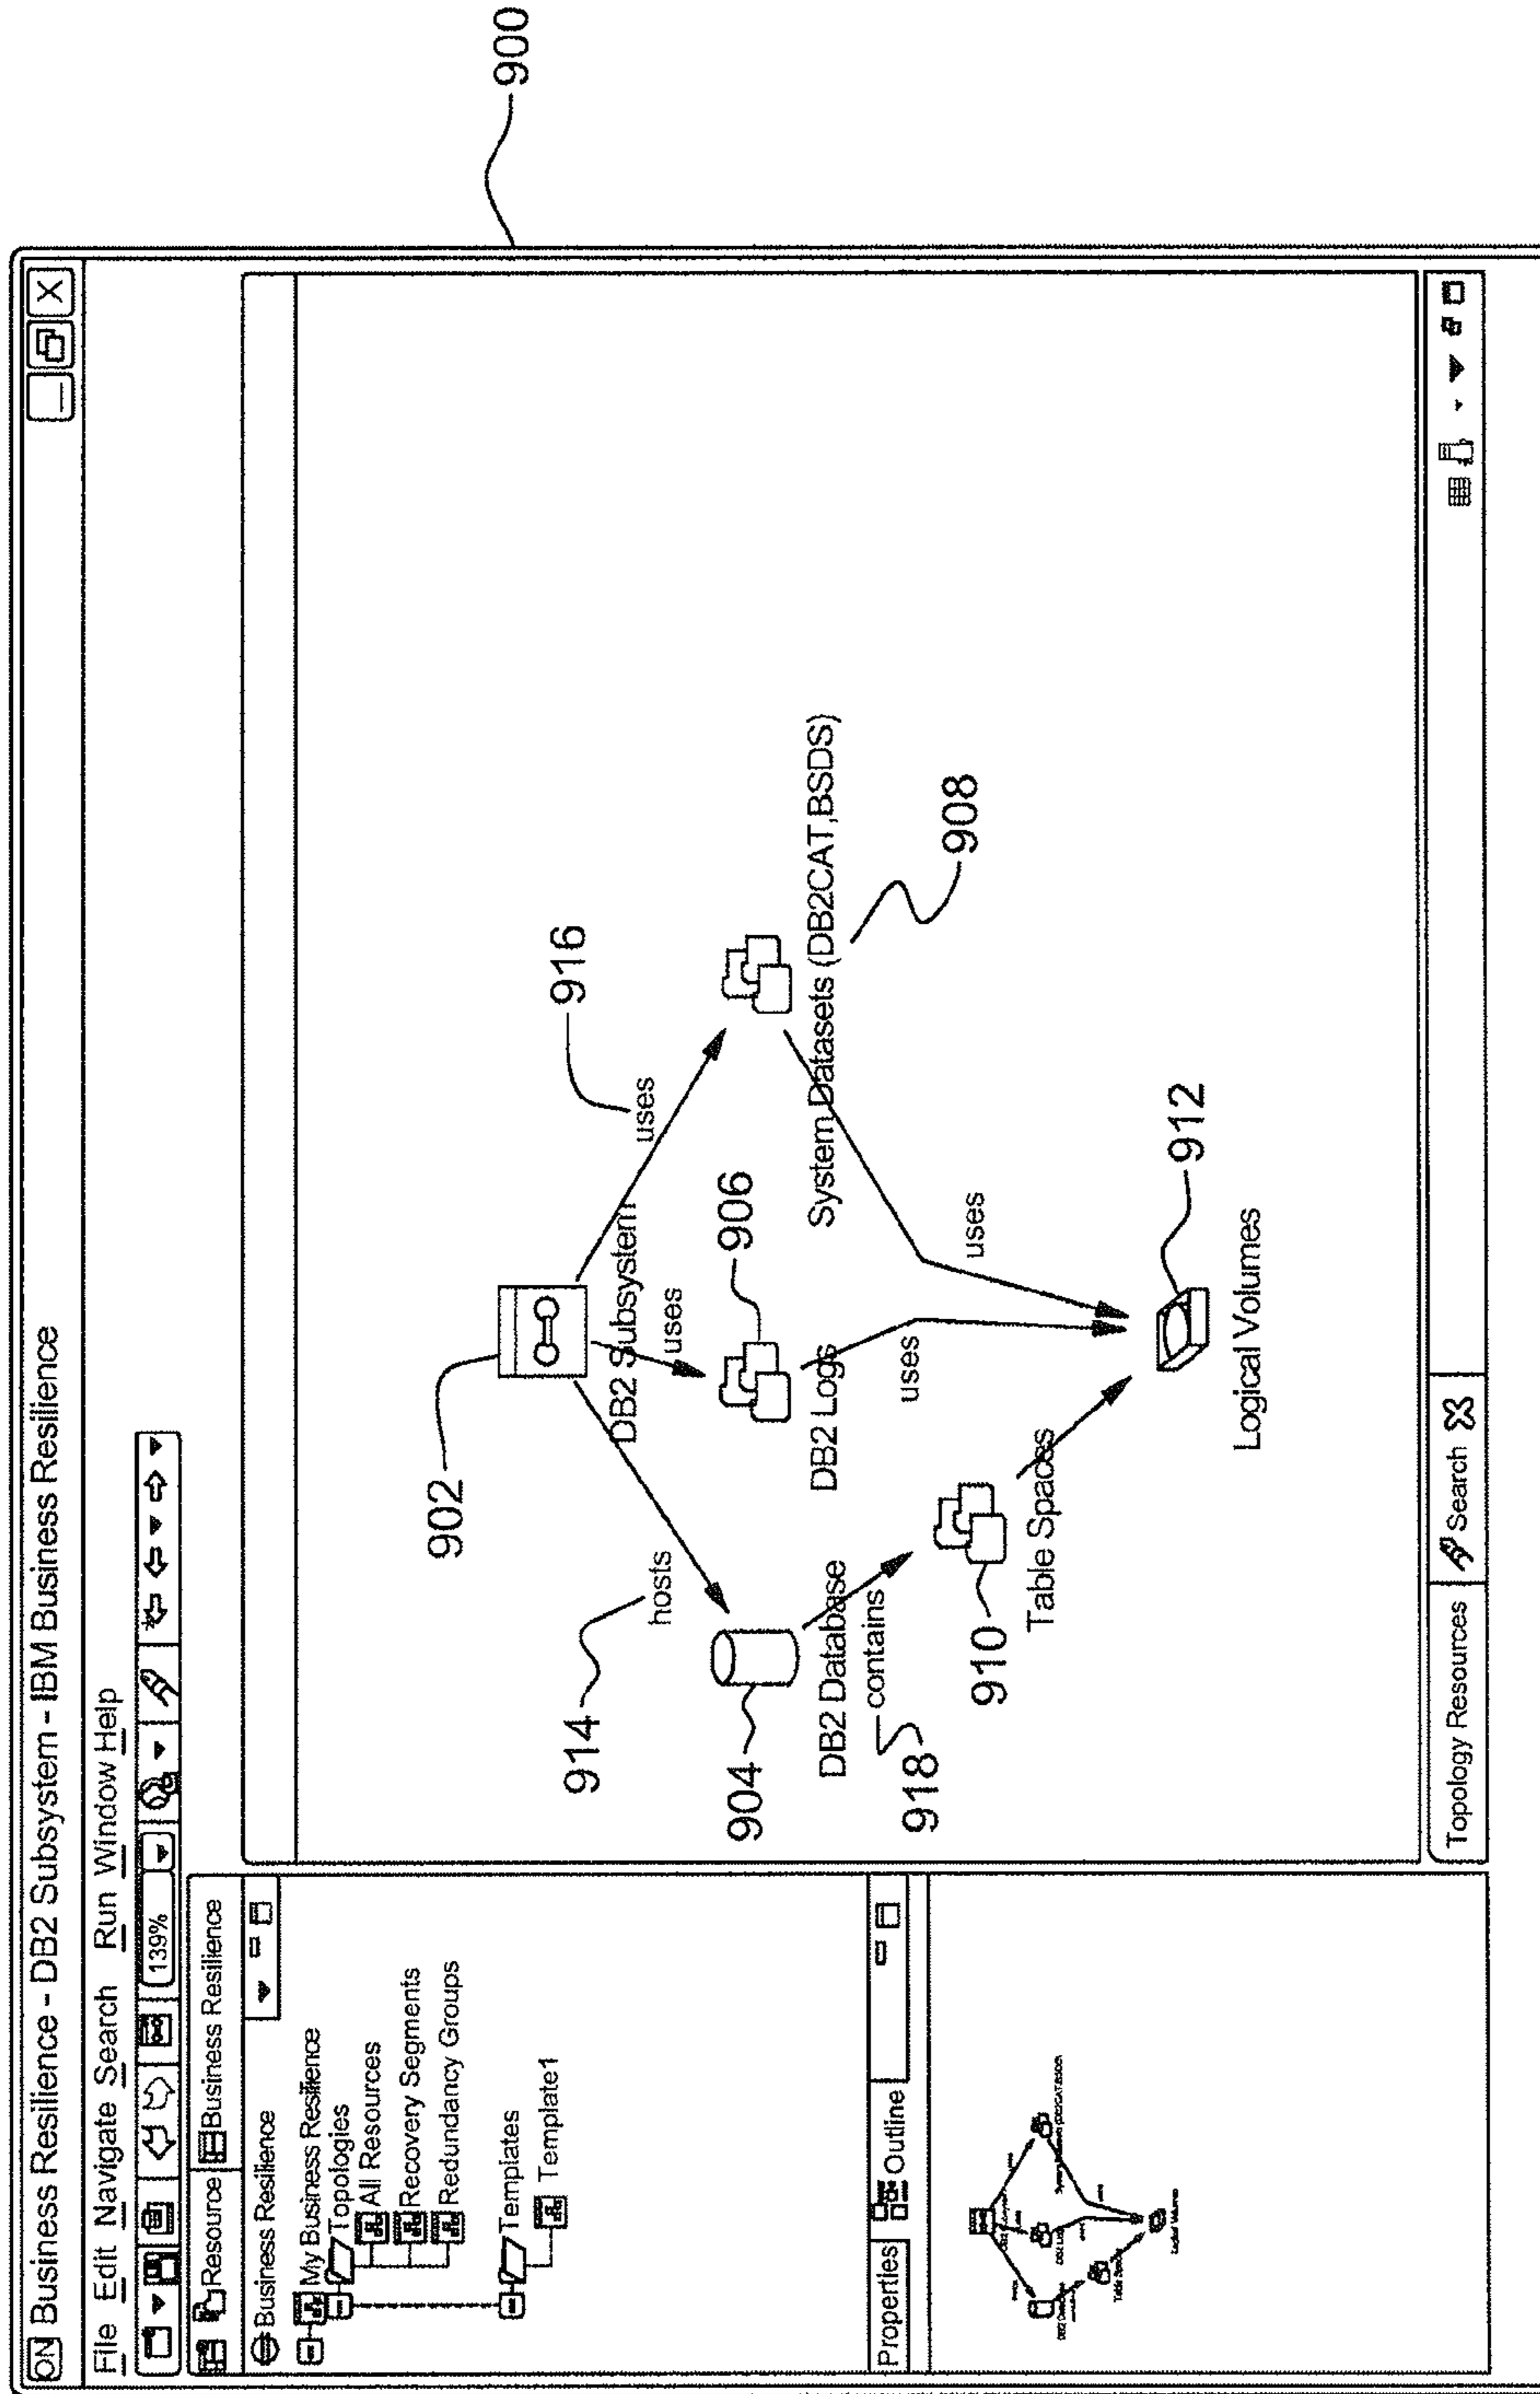 ON Business Resilience - DB2 Subsystem - IBM Business Resilience
File Edit Navigate Search Run Window Help
139%
Resource
Business Resilience
Business Resilience
My Business Resilience
Topologies
All Resources
Recovery Segments
Redundancy Groups
Templates
Template1
Properties
Outline
902
DB2 Subsystem
914
hosts
uses
916
uses
904
DB2 Database
906
DB2 Logs
System Datasets (DB2CAT,BSDS)
908
918
contains
910
Table Spaces
uses
uses
912
Logical Volumes
Topology Resources
Search
900